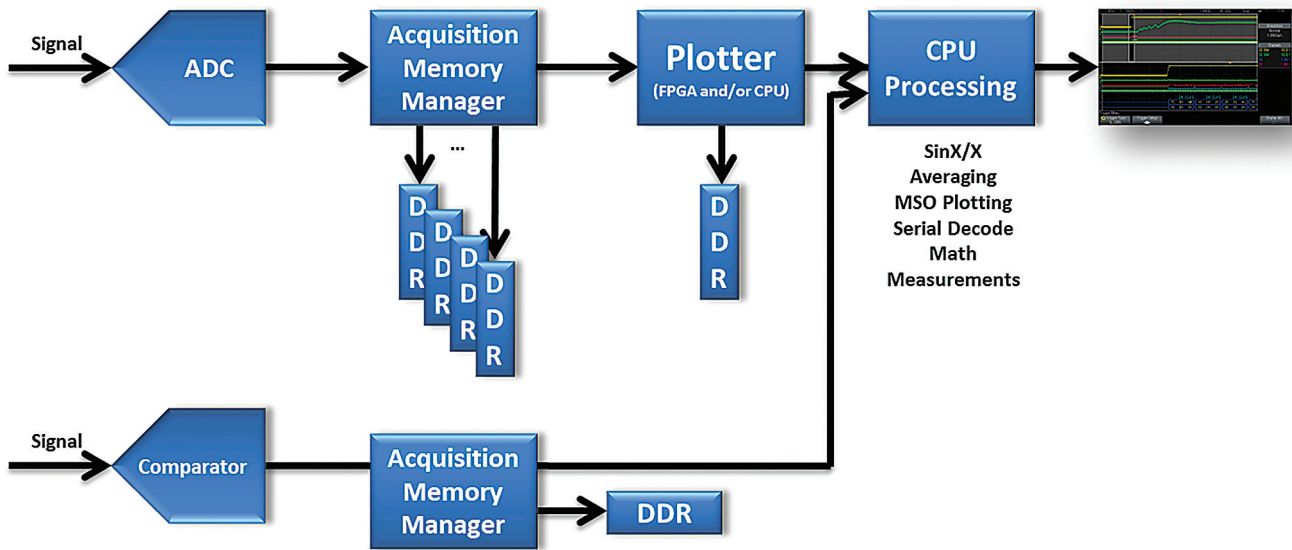 Signal
ADC
Acquisition
Memory
Manager
Plotter
(FPGA and/or CPU)
CPU
Processing
...
D
D
R
D
D
R
D
D
R
D
D
R
D
D
R
SinX/X
Averaging
MSO Plotting
Serial Decode
Math
Measurements
Signal
Comparator
Acquisition
Memory
Manager
DDR